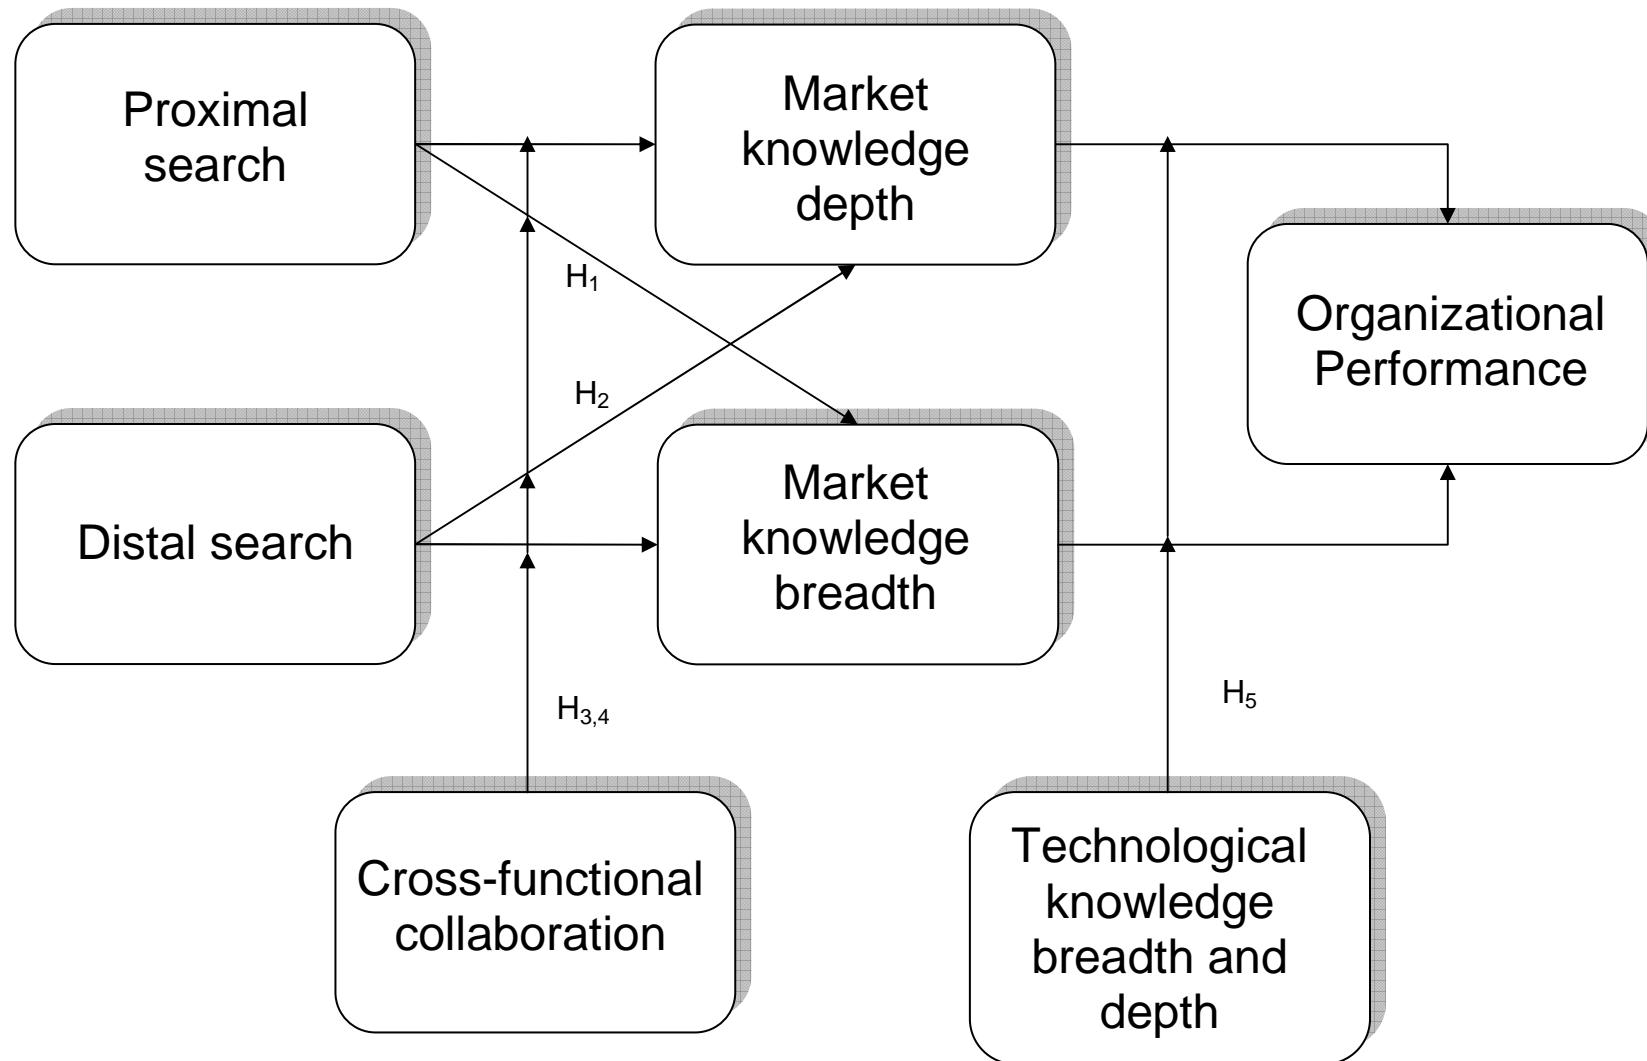 Proximal
search
Market
knowledge
depth
H₁
Organizational
Performance
H₂
Distal search
Market
knowledge
breadth
H₃,₄
H₅
Cross-functional
collaboration
Technological
knowledge
breadth and
depth